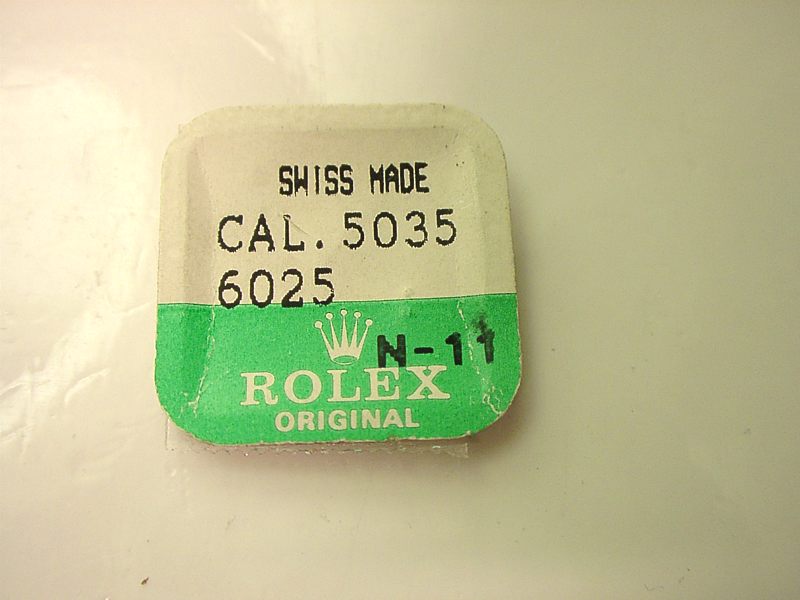 SWISS MADE
CAL. 5035
6025
N-11
ROLEX
ORIGINAL